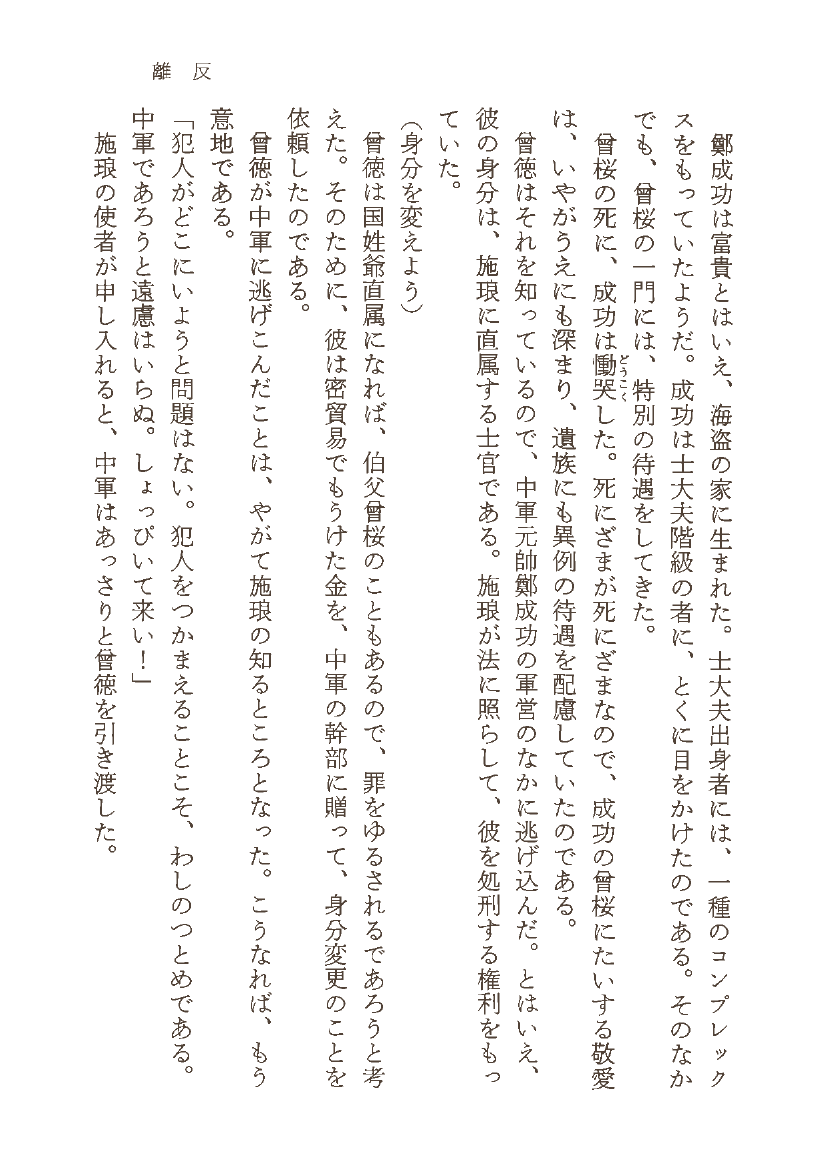 離反
鄭成功は富貴とはいえ、海盗の家に生まれた。士大夫出身者には、一種のコンプレック
スをもっていたようだ。成功は士大夫階級の者に、とくに目をかけたのである。そのなか
でも、曾桜の一門には、特別の待遇をしてきた。
曾桜の死に、成功は慟哭どうこくした。死にざまが死にざまなので、成功の曾桜にたいする敬愛
は、いやがうえにも深まり、遺族にも異例の待遇を配慮していたのである。
曾徳はそれを知っているので、中軍元帥鄭成功の軍営のなかに逃げ込んだ。とはいえ、
彼の身分は、施琅に直属する士官である。施琅が法に照らして、彼を処刑する権利をもっ
ていた。
（身分を変えよう）
曾徳は国姓爺直属になれば、伯父曾桜のこともあるので、罪をゆるされるであろうと考
えた。そのために、彼は密貿易でもうけた金を、中軍の幹部に贈って、身分変更のことを
依頼したのである。
曾徳が中軍に逃げこんだことは、やがて施琅の知るところとなった。こうなれば、もう
意地である。
「犯人がどこにいようと問題はない。犯人をつかまえることこそ、わしのつとめである。
中軍であろうと遠慮はいらぬ。しょっぴいて来い！」
施琅の使者が申し入れると、中軍はあっさりと曾徳を引き渡した。